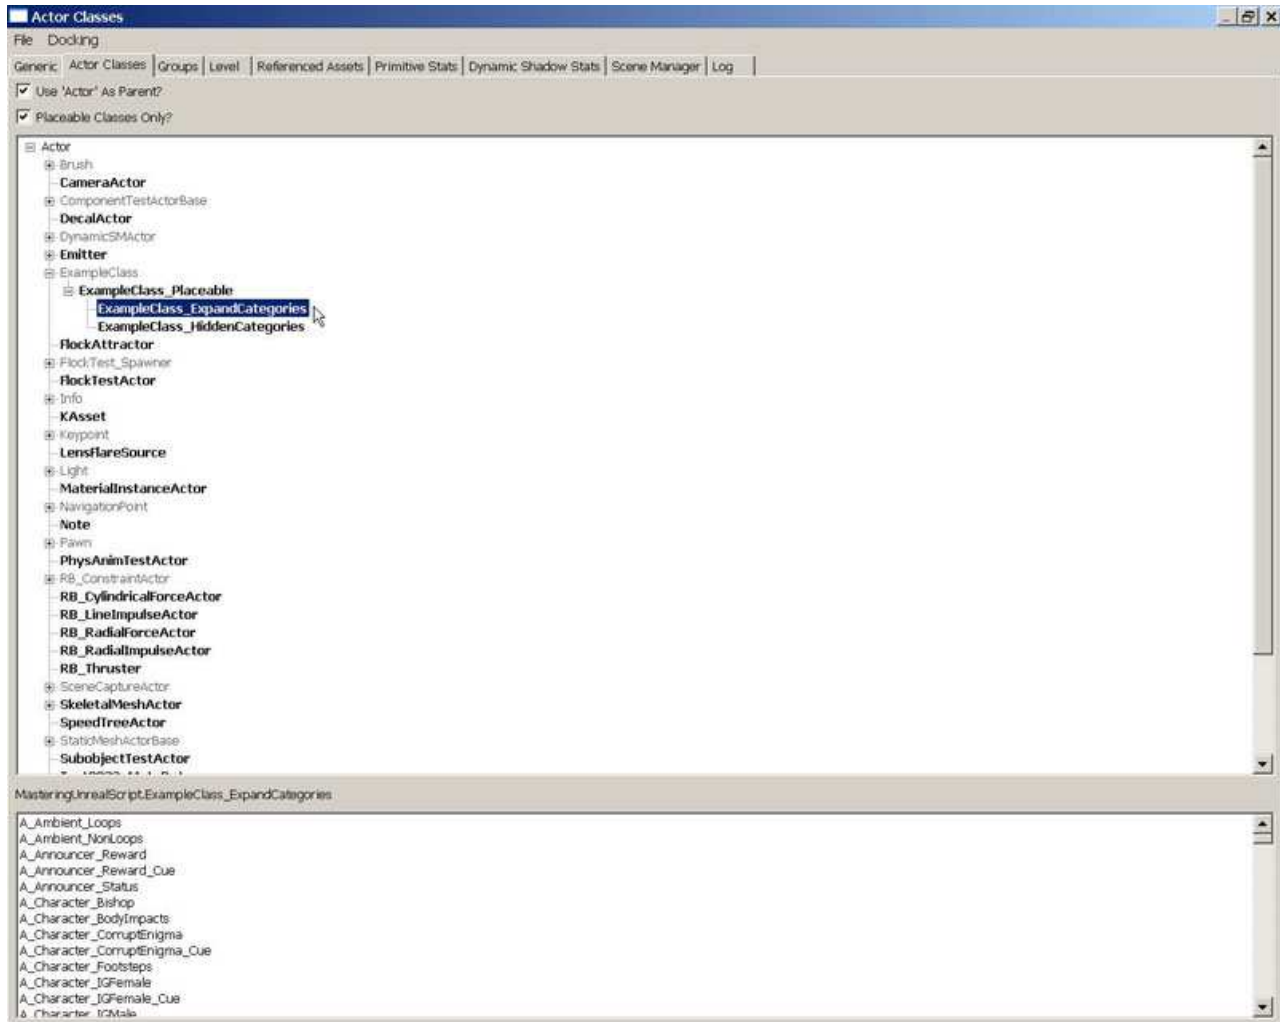 Actor Classes
File Docking
Generic Actor Classes Groups Level Referenced Assets Primitive Stats Dynamic Shadow Stats Scene Manager Log
Use 'Actor' As Parent?
Placeable Classes Only?
Actor
Brush
CameraActor
ComponentTestActorBase
DecalActor
DynamicSMActor
Emitter
ExampleClass
ExampleClass_Placeable
ExampleClass_ExpandCategories
ExampleClass_HiddenCategories
FlockAttractor
FlockTest_Spawner
FlockTestActor
Info
KAsset
Keypoint
LensFlareSource
Light
MaterialInstanceActor
NavigationPoint
Note
Pawn
PhysAnimTestActor
RB_ConstraintActor
RB_CylindricalForceActor
RB_LineImpulseActor
RB_RadialForceActor
RB_RadialImpulseActor
RB_Thruster
SceneCaptureActor
SkeletalMeshActor
SpeedTreeActor
StaticMeshActorBase
SubobjectTestActor
MasteringUnrealScript.ExampleClass_ExpandCategories
A_Ambient_Loops
A_Ambient_NonLoops
A_Announcer_Reward
A_Announcer_Reward_Cue
A_Announcer_Status
A_Character_Bishop
A_Character_BodyImpacts
A_Character_CorruptEnigma
A_Character_CorruptEnigma_Cue
A_Character_Footsteps
A_Character_IGFemale
A_Character_IGFemale_Cue
A_Character_IGMale